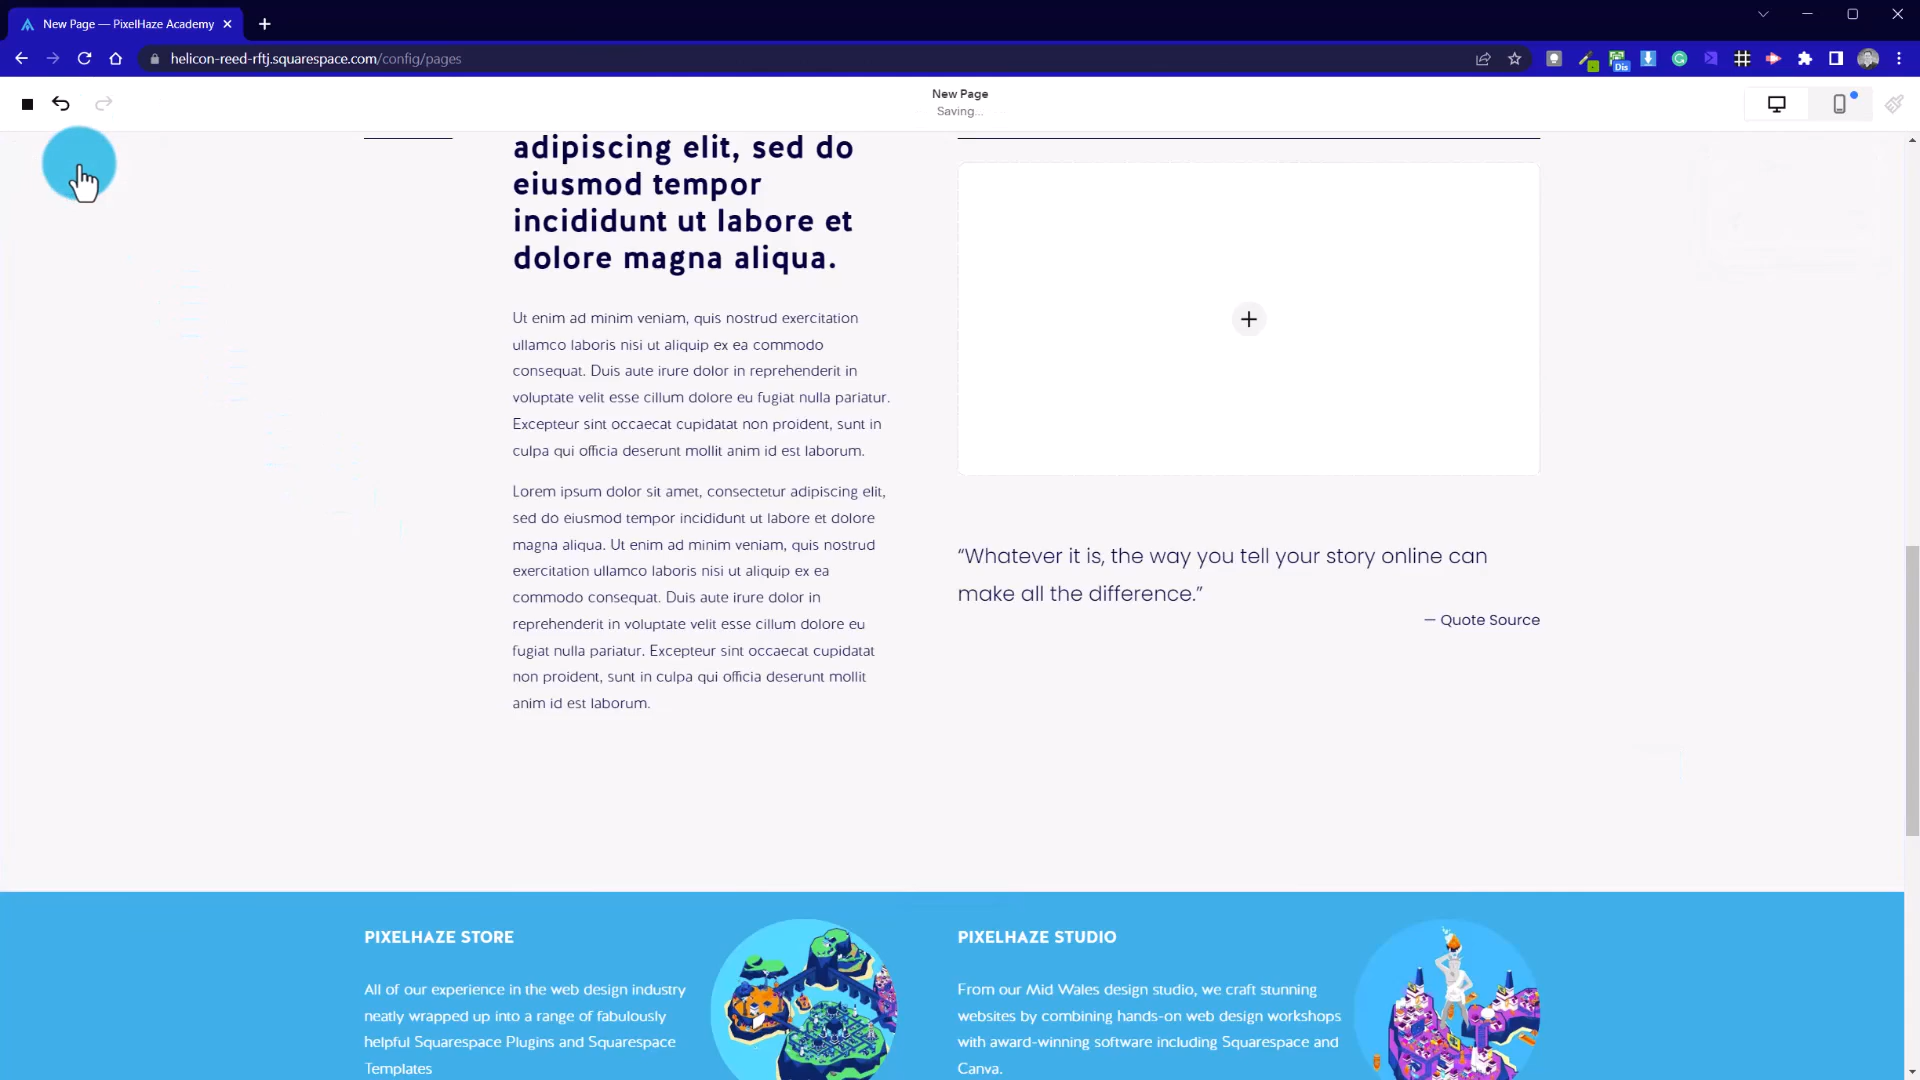 New Page — PixelHaze Academy
helicon-reed-rftj.squarespace.com/config/pages
Dis
New Page
Saving...
adipiscing elit, sed do
eiusmod tempor
incididunt ut labore et
dolore magna aliqua.
Ut enim ad minim veniam, quis nostrud exercitation
ullamco laboris nisi ut aliquip ex ea commodo
consequat. Duis aute irure dolor in reprehenderit in
voluptate velit esse cillum dolore eu fugiat nulla pariatur.
Excepteur sint occaecat cupidatat non proident, sunt in
culpa qui officia deserunt mollit anim id est laborum.
Lorem ipsum dolor sit amet, consectetur adipiscing elit,
sed do eiusmod tempor incididunt ut labore et dolore
magna aliqua. Ut enim ad minim veniam, quis nostrud
exercitation ullamco laboris nisi ut aliquip ex ea
commodo consequat. Duis aute irure dolor in
reprehenderit in voluptate velit esse cillum dolore eu
fugiat nulla pariatur. Excepteur sint occaecat cupidatat
non proident, sunt in culpa qui officia deserunt mollit
anim id est laborum.
“Whatever it is, the way you tell your story online can
make all the difference.”
— Quote Source
PIXELHAZE STORE
All of our experience in the web design industry
neatly wrapped up into a range of fabulously
helpful Squarespace Plugins and Squarespace
Templates
PIXELHAZE STUDIO
From our Mid Wales design studio, we craft stunning
websites by combining hands-on web design workshops
with award-winning software including Squarespace and
Canva.